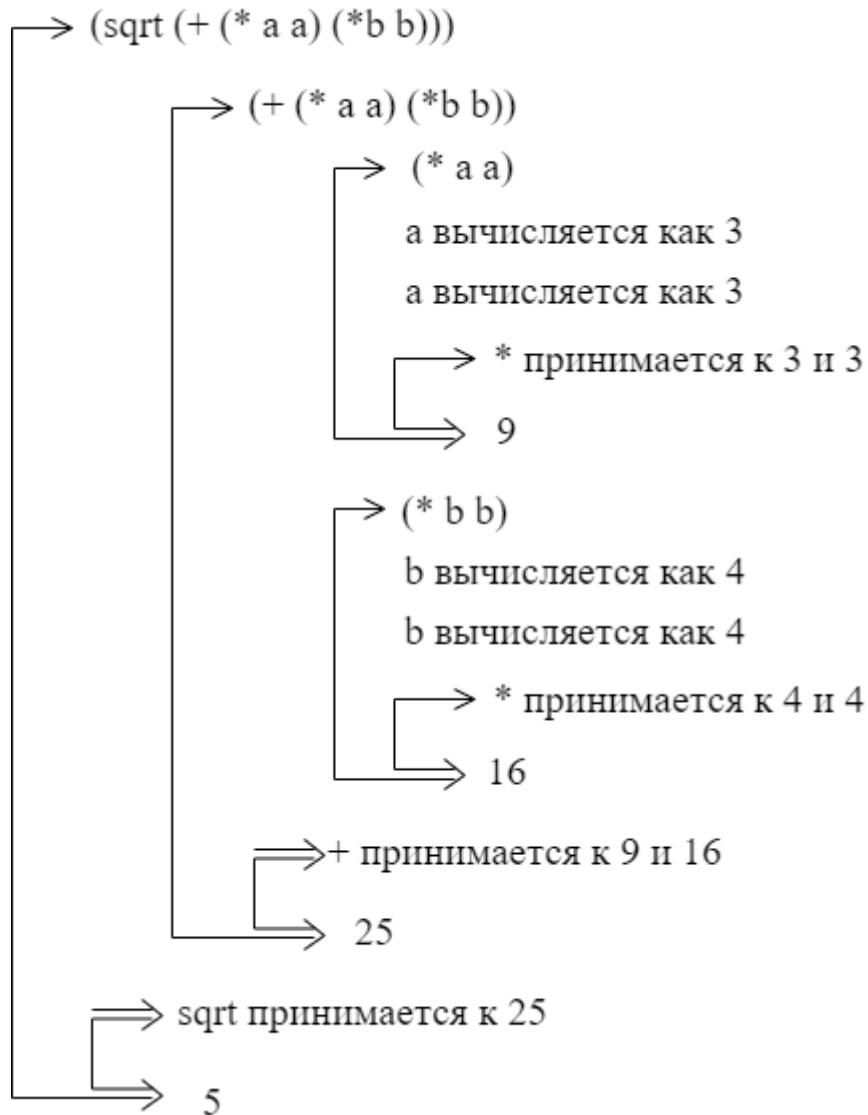 (sqrt (+ (* a a) (*b b)))
(+ (* a a) (*b b))
(* a a)
а вычисляется как 3
а вычисляется как 3
* принимается к 3 и 3
9
(* b b)
b вычисляется как 4
b вычисляется как 4
* принимается к 4 и 4
16
+ принимается к 9 и 16
25
sqrt принимается к 25
5